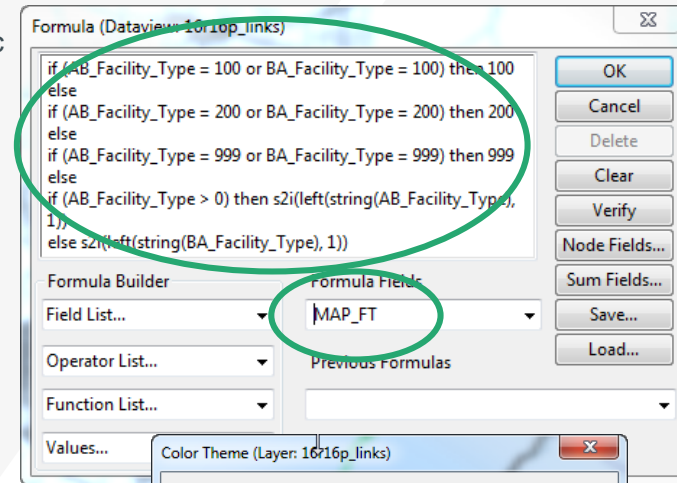 c
Formula (Dataview: 16r16p_links)
if (AB_Facility_Type = 100 or BA_Facility_Type = 100) then 100
else
if (AB_Facility_Type = 200 or BA_Facility_Type = 200) then 200
else
if (AB_Facility_Type = 999 or BA_Facility_Type = 999) then 999
else
if (AB_Facility_Type > 0) then s2i(left(string(AB_Facility_Type),
1))
else s2i(left(string(BA_Facility_Type), 1))
OK
Cancel
Delete
Clear
Verify
Node Fields...
Sum Fields...
Save...
Load...
Formula Builder
Field List...
Operator List...
Function List...
Values...
Formula Fields
MAP_FT
Previous Formulas
Color Theme (Layer: 16r16p_links)